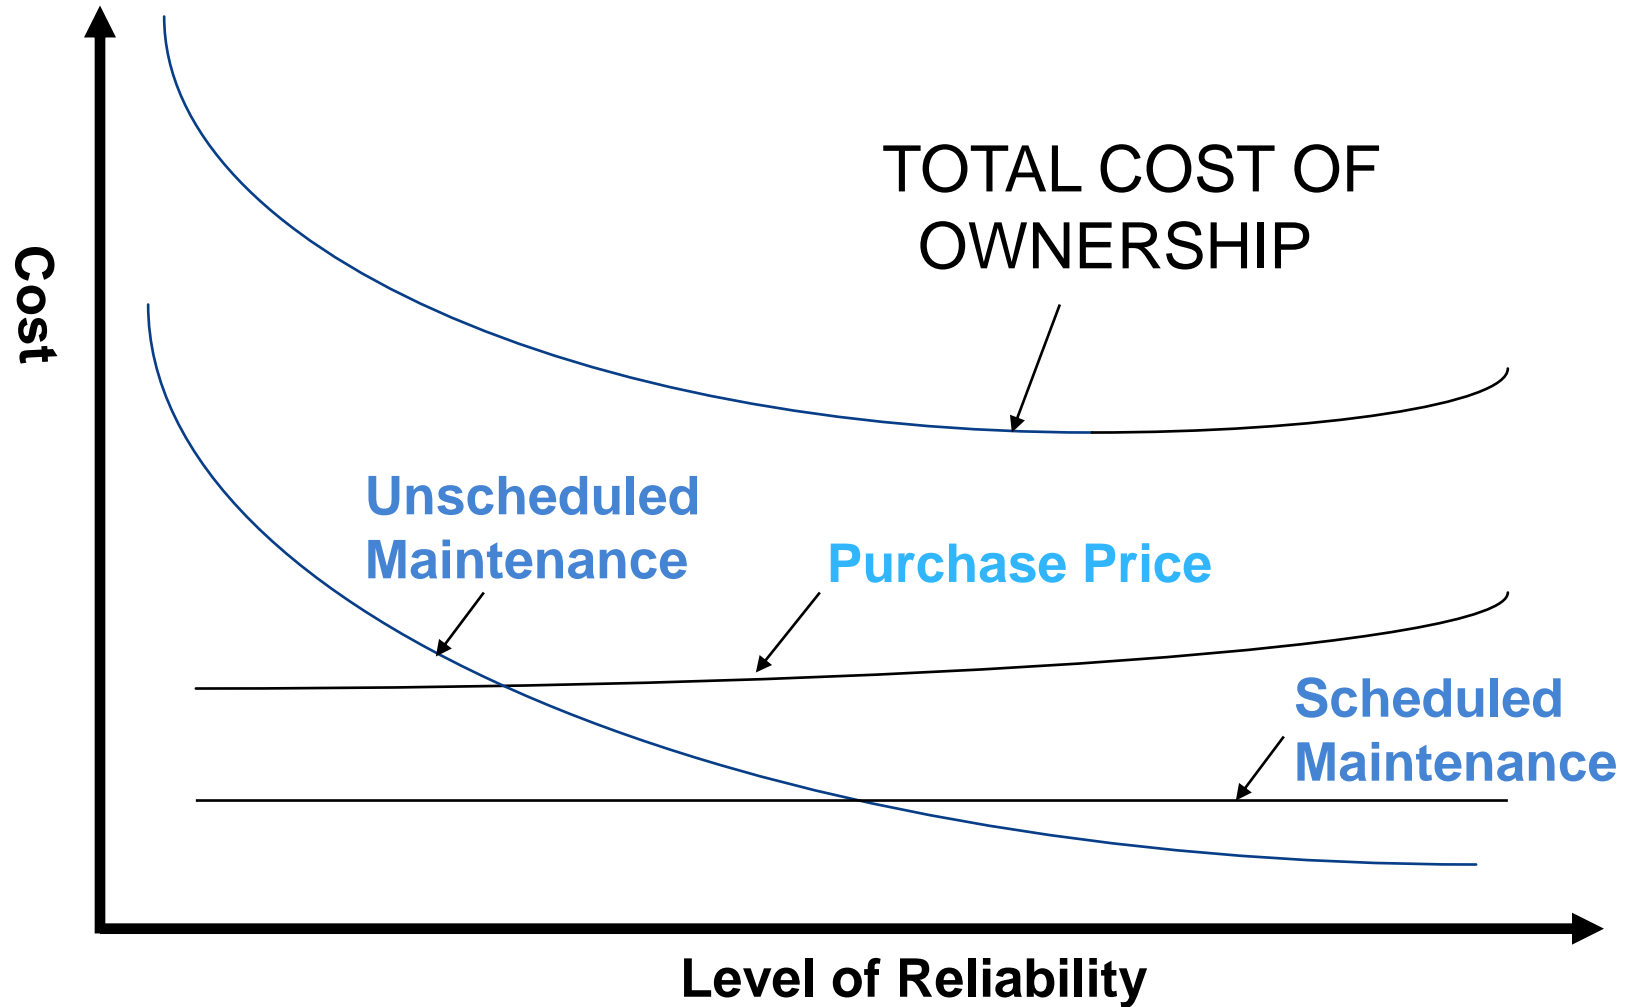 TOTAL COST OF
OWNERSHIP
Cost
Unscheduled
Maintenance
Purchase Price
Scheduled
Maintenance
Level of Reliability